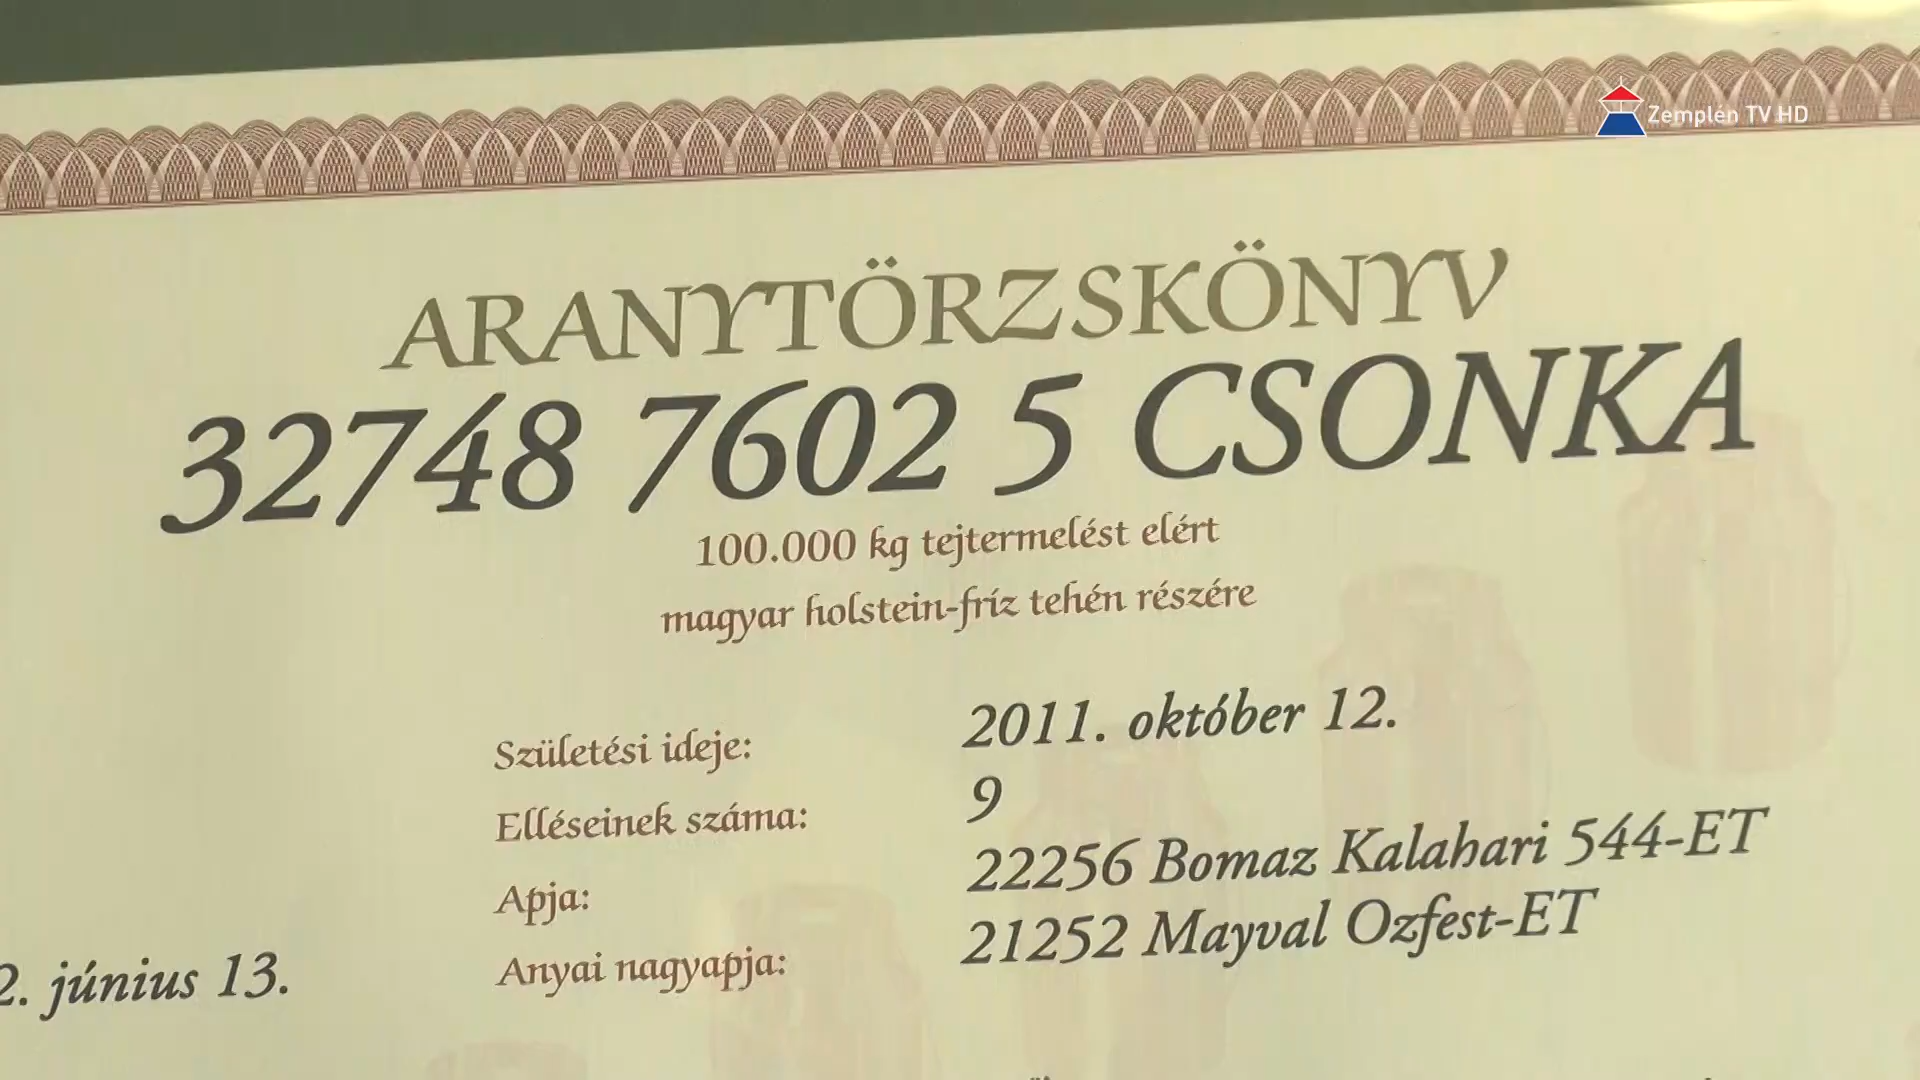 Zemplén TV HD
ARANYTÖRZSKÖNYV
32748 7602 5 CSONKA
100.000 kg tejtermelést elért
magyar holstein-fríz tehén részére
Születési ideje: 2011. október 12.
Elléseinek száma: 9
Apja: 22256 Bomaz Kalahari 544-ET
Anyai nagyapja: 21252 Mayval Ozfest-ET
2. június 13.